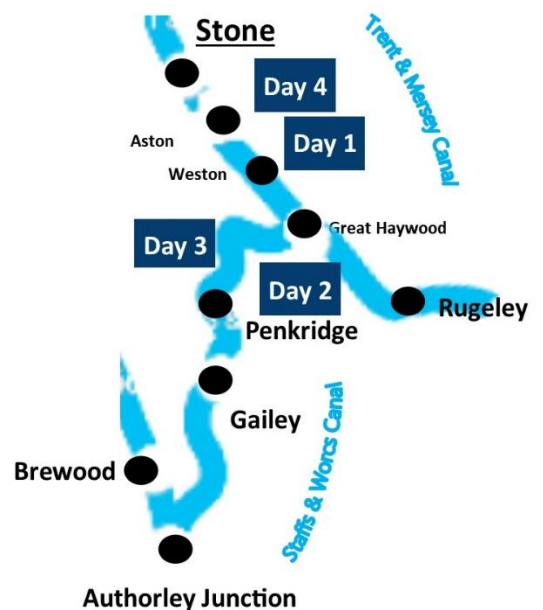 Stone
Trent & Mersey Canal
Day 4
Aston
Day 1
Weston
Great Haywood
Day 3
Day 2
Rugeley
Penkridge
Gailey
Staffs & Worcs Canal
Brewood
Authorley Junction